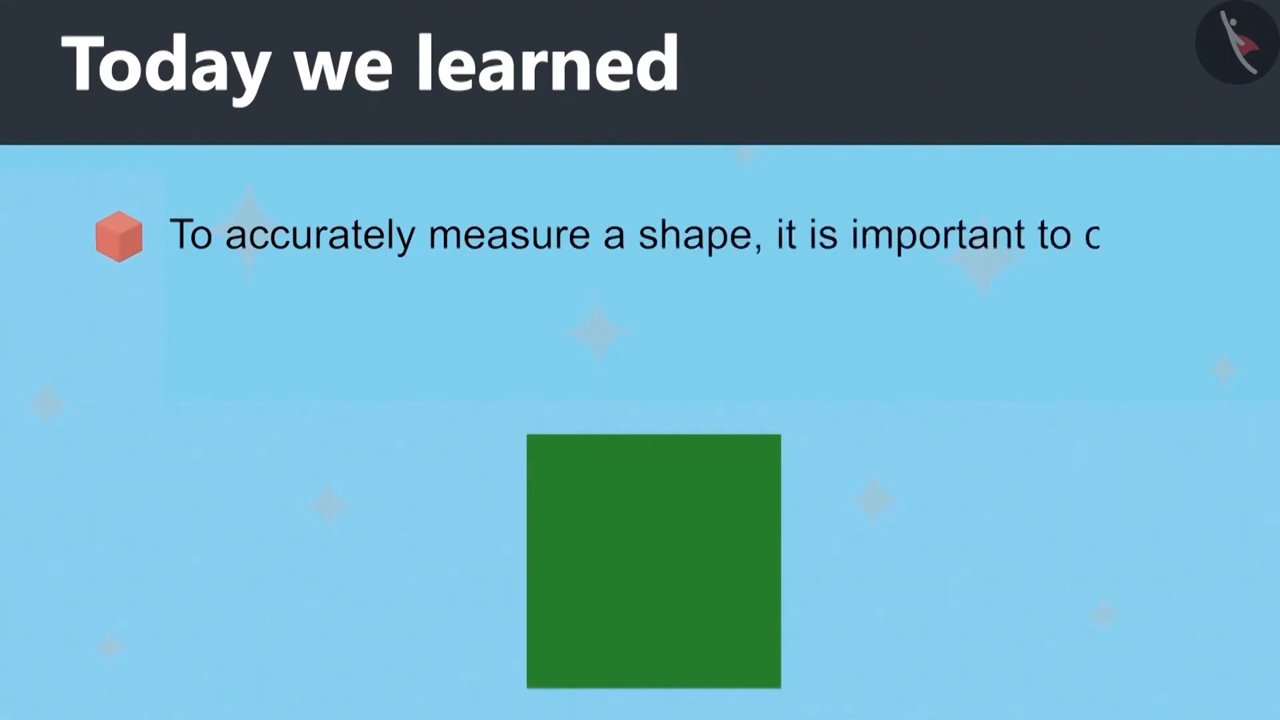 Today we learned
To accurately measure a shape, it is important to